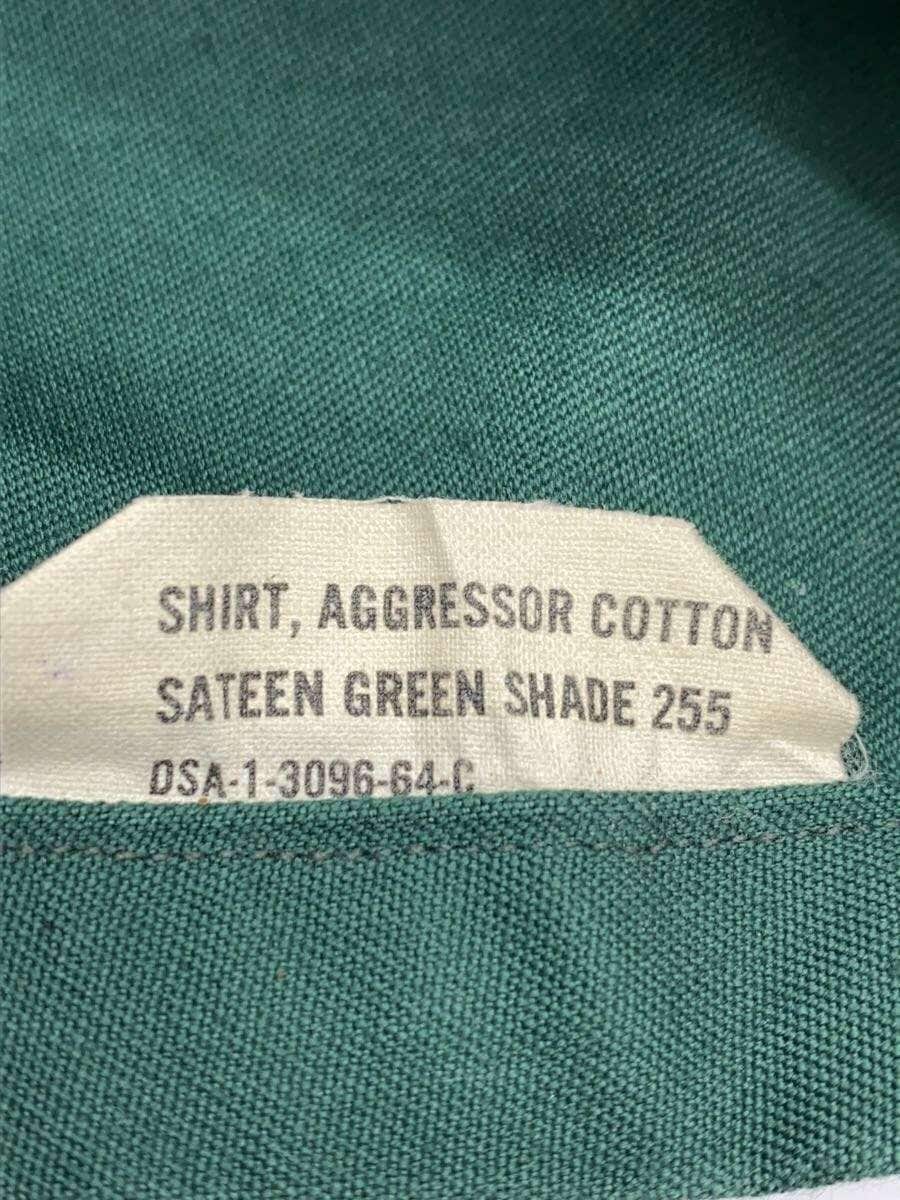 SHIRT, AGGRESSOR COTTON
SATEEN GREEN SHADE 255
DSA-1-3096-64-C